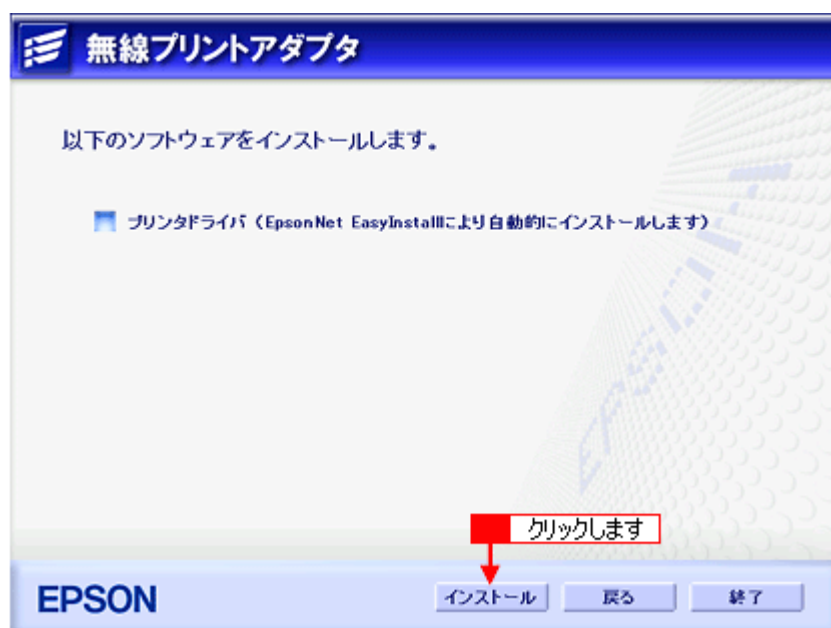 無線プリントアダプタ
以下のソフトウェアをインストールします。
プリンタドライバ（EpsonNet EasyInstallにより自動的にインストールします）
EPSON
クリックします
EPSON
インストール 戻る 終了